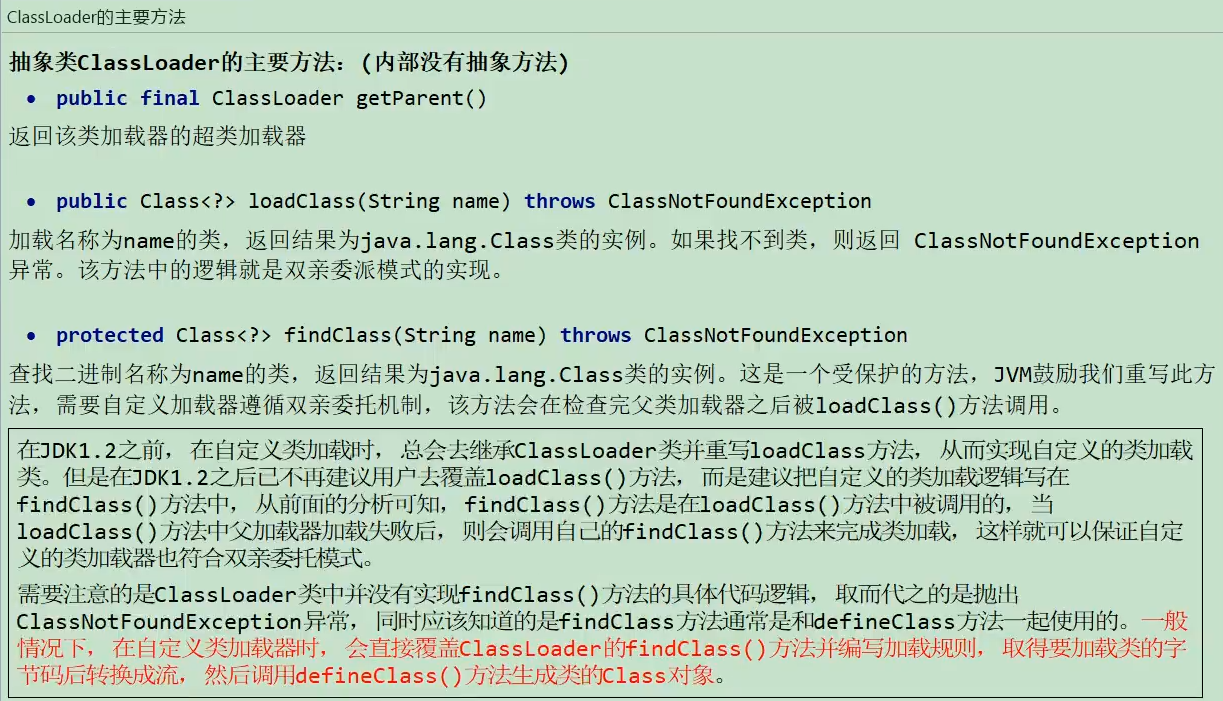 ClassLoader的主要方法
抽象类ClassLoader的主要方法：(内部没有抽象方法)
• public final ClassLoader getParent()
返回该类加载器的超类加载器
• public Class<?> loadClass(String name) throws ClassNotFoundException
加载名称为name的类，返回结果为java.lang.Class类的实例。如果找不到类，则返回 ClassNotFoundException
异常。该方法中的逻辑就是双亲委派模式的实现。
• protected Class<?> findClass(String name) throws ClassNotFoundException
查找二进制名称为name的类，返回结果为java.lang.Class类的实例。这是一个受保护的方法，JVM鼓励我们重写此方
法，需要自定义加载器遵循双亲委托机制，该方法会在检查完父类加载器之后被loadClass()方法调用。
在JDK1.2之前，在自定义类加载时，总会去继承ClassLoader类并重写loadClass方法，从而实现自定义的类加载
类。但是在JDK1.2之后已不再建议用户去覆盖loadClass()方法，而是建议把自定义的类加载逻辑写在
findClass()方法中，从前面的分析可知，findClass()方法是在loadClass()方法中被调用的，当
loadClass()方法中父加载器加载失败后，则会调用自己的findClass()方法来完成类加载，这样就可以保证自定
义的类加载器也符合双亲委托模式。
需要注意的是ClassLoader类中并没有实现findClass()方法的具体代码逻辑，取而代之的是抛出
ClassNotFoundException异常，同时应该知道的是findClass方法通常是和defineClass方法一起使用的。一般
情况下，在自定义类加载器时，会直接覆盖ClassLoader的findClass()方法并编写加载规则，取得要加载类的字
节码后转换成流，然后调用defineClass()方法生成类的Class对象。